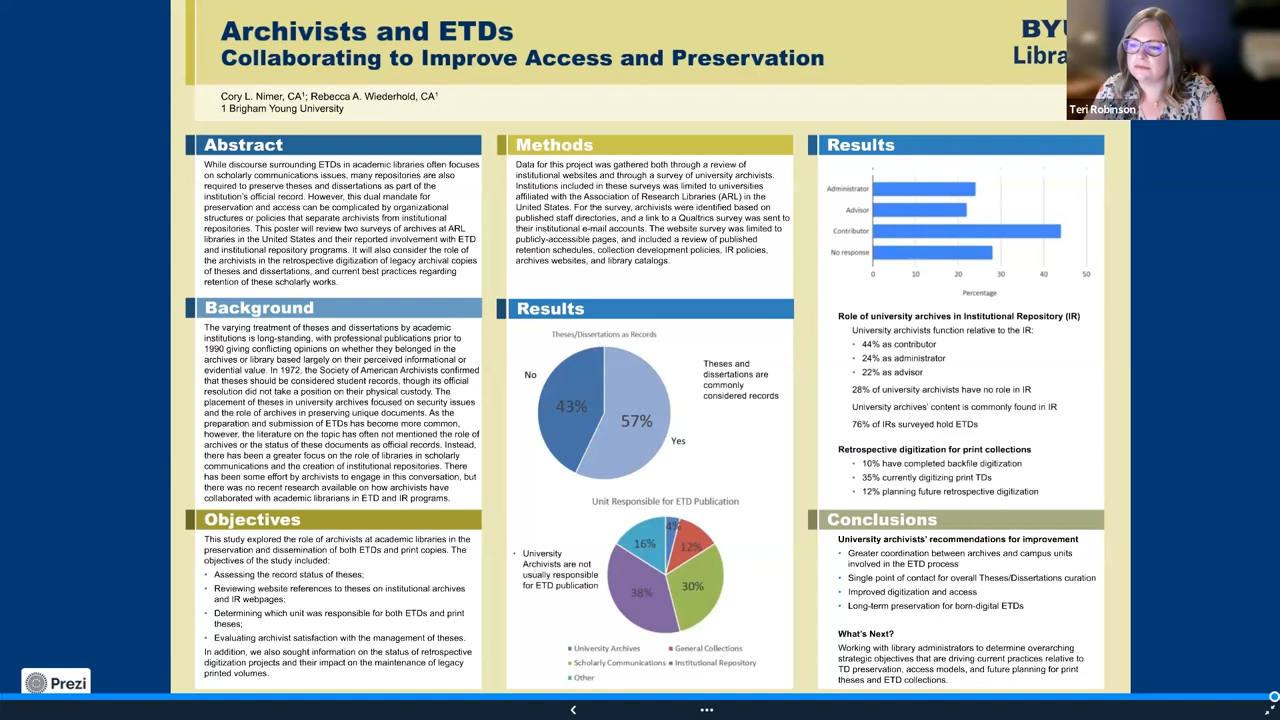 Archivists and ETDs
Collaborating to Improve Access and Preservation
BYU
Libra
Teri Robinson
Cory L. Nimer, CA¹; Rebecca A. Wiederhold, CA¹
1 Brigham Young University
Abstract
While discourse surrounding ETDs in academic libraries often focuses
on scholarly communications issues, many repositories are also
required to preserve theses and dissertations as part of the
institution's official record. However, this dual mandate for
preservation and access can be complicated by organizational
structures or policies that separate archivists from institutional
repositories. This poster will review two surveys of archives at ARL
libraries in the United States and their reported involvement with ETD
and institutional repository programs. It will also consider the role of
the archivists in the retrospective digitization of legacy archival copies
of theses and dissertations, and current best practices regarding
retention of these scholarly works.
Background
The varying treatment of theses and dissertations by academic
institutions is long-standing, with professional publications prior to
1990 giving conflicting opinions on whether they belonged in the
archives or library based largely on their perceived informational or
evidential value. In 1972, the Society of American Archivists confirmed
that theses should be considered student records, though its official
resolution did not take a position on their physical custody. The
placement of theses in university archives focused on security issues
and the role of archives in preserving unique documents. As the
preparation and submission of ETDs has become more common,
however, the literature on the topic has often not mentioned the role of
archives or the status of these documents as official records. Instead,
there has been a greater focus on the role of libraries in scholarly
communications and the creation of institutional repositories. There
has been some effort by archivists to engage in this conversation, but
there was no recent research available on how archivists have
collaborated with academic librarians in ETD and IR programs.
Objectives
This study explored the role of archivists at academic libraries in the
preservation and dissemination of both ETDs and print copies. The
objectives of the study included:
• Assessing the record status of theses;
• Reviewing website references to theses on institutional archives
and IR webpages;
• Determining which unit was responsible for both ETDs and print
theses;
• Evaluating archivist satisfaction with the management of theses.
In addition, we also sought information on the status of retrospective
digitization projects and their impact on the maintenance of legacy
printed volumes.
Methods
Data for this project was gathered both through a review of
institutional websites and through a survey of university archivists.
Institutions included in these surveys was limited to universities
affiliated with the Association of Research Libraries (ARL) in the
United States. For the survey, archivists were identified based on
published staff directories, and a link to a Qualtrics survey was sent to
their institutional e-mail accounts. The website survey was limited to
publicly-accessible pages, and included a review of published
retention schedules, collection development policies, IR policies,
archives websites, and library catalogs.
Results
Theses/Dissertations as Records
No
43%
57%
Yes
Theses and
dissertations are
commonly
considered records
Unit Responsible for ETD Publication
4%
12%
30%
38%
16%
• University
Archivists are not
usually responsible
for ETD publication
University Archives
General Collections
Scholarly Communications
Institutional Repository
Other
Results
Administrator
Advisor
Contributor
No response
0 10 20 30 40 50
Percentage
Role of university archives in Institutional Repository (IR)
University archivists function relative to the IR:
• 44% as contributor
• 24% as administrator
• 22% as advisor
28% of university archivists have no role in IR
University archives' content is commonly found in IR
76% of IRs surveyed hold ETDs
Retrospective digitization for print collections
• 10% have completed backfile digitization
• 35% currently digitizing print TDs
• 12% planning future retrospective digitization
Conclusions
University archivists' recommendations for improvement
• Greater coordination between archives and campus units
involved in the ETD process
• Single point of contact for overall Theses/Dissertations curation
• Improved digitization and access
• Long-term preservation for born-digital ETDs
What's Next?
Working with library administrators to determine overarching
strategic objectives that are driving current practices relative to
TD preservation, access models, and future planning for print
theses and ETD collections.
Prezi